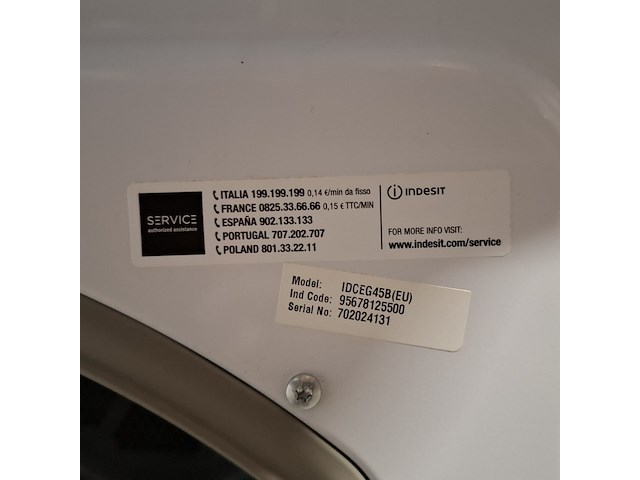 SERVICE
authorized assistance
ITALIA 199.199.199 0,14 €/min da fisso
FRANCE 0825.33.66.66 0,15 € TTC/MIN
ESPAÑA 902.133.133
PORTUGAL 707.202.707
POLAND 801.33.22.11
indesit
FOR MORE INFO VISIT:
www.indesit.com/service
Model: IDCEG45B(EU)
Ind Code: 95678125500
Serial No: 702024131